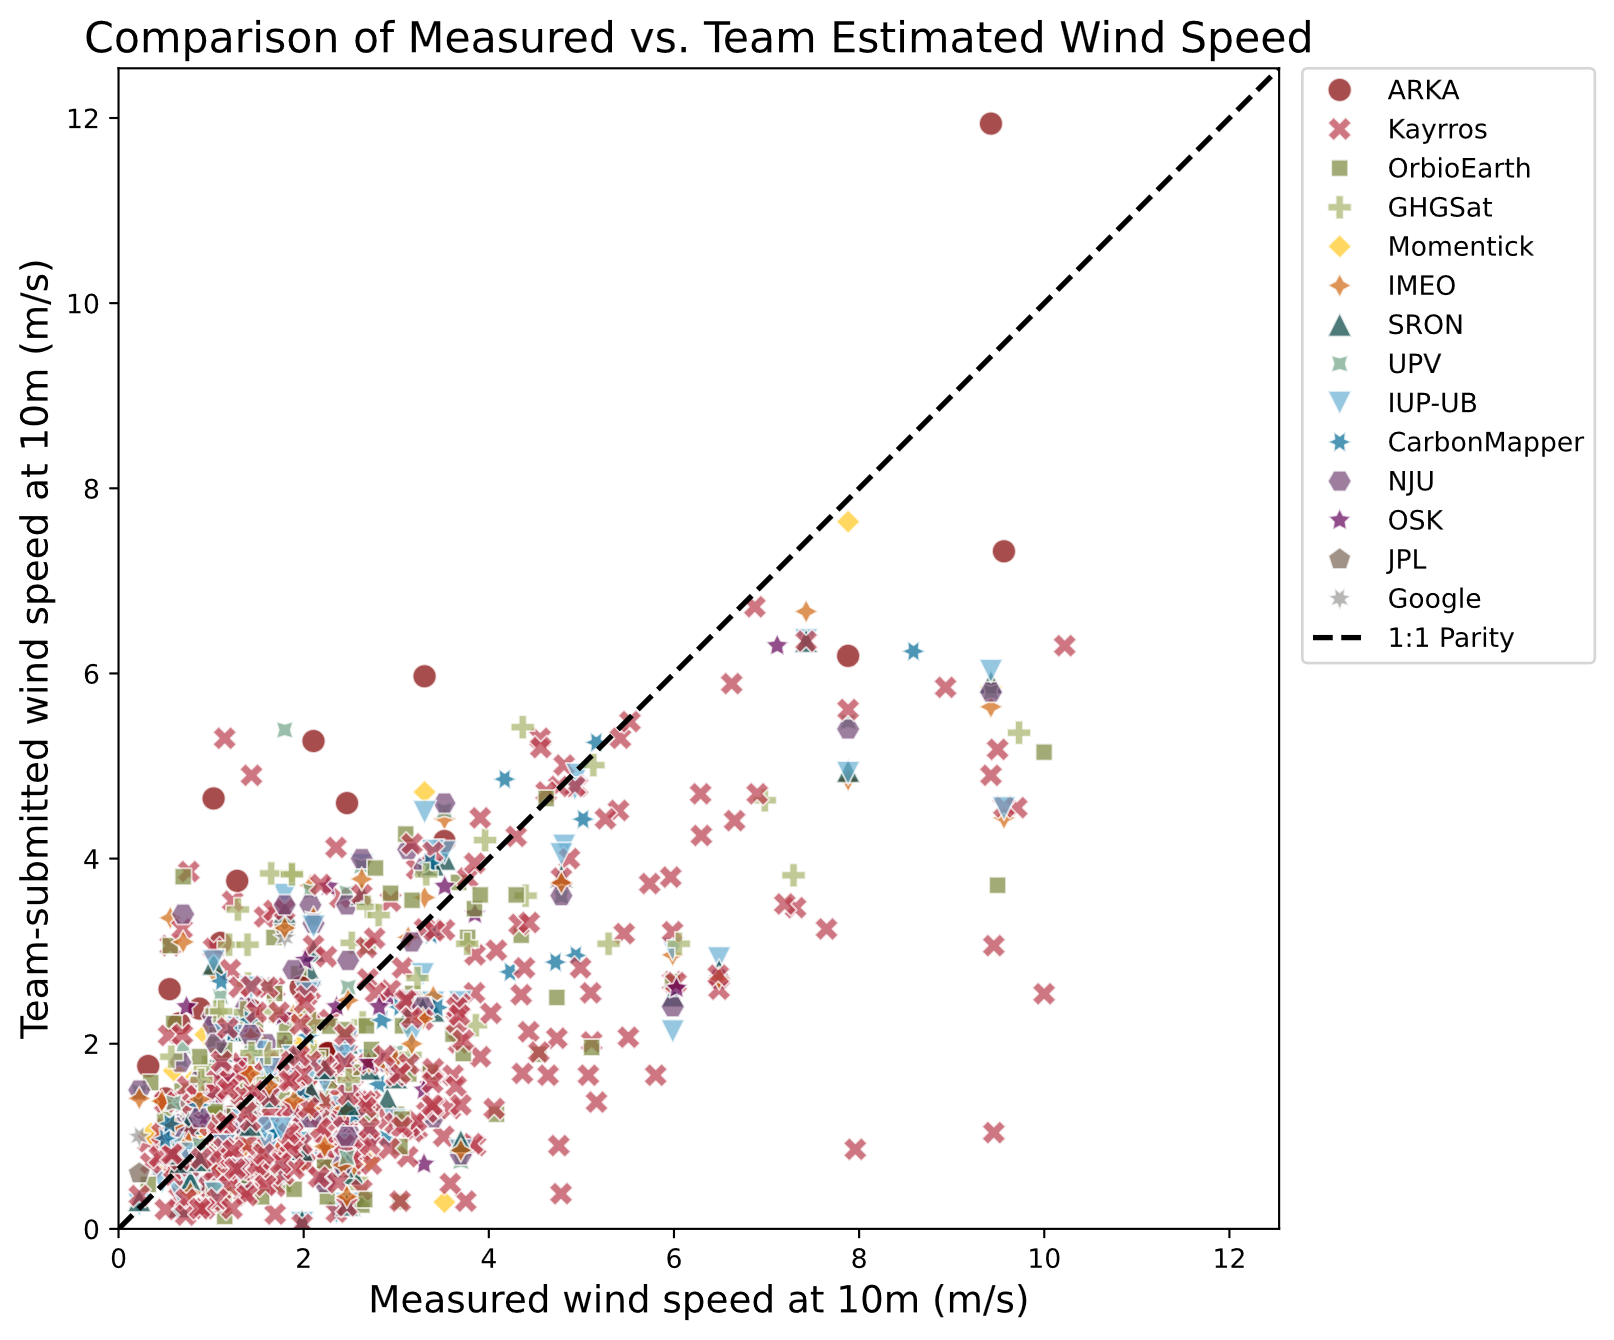 Comparison of Measured vs. Team Estimated Wind Speed
Team-submitted wind speed at 10m (m/s)
12
10
8
6
4
2
0
0 2 4 6 8 10 12
Measured wind speed at 10m (m/s)
ARKA
Kayrros
OrbioEarth
GHGSat
Momentick
IMEO
SRON
UPV
IUP-UB
CarbonMapper
NJU
OSK
JPL
Google
1:1 Parity